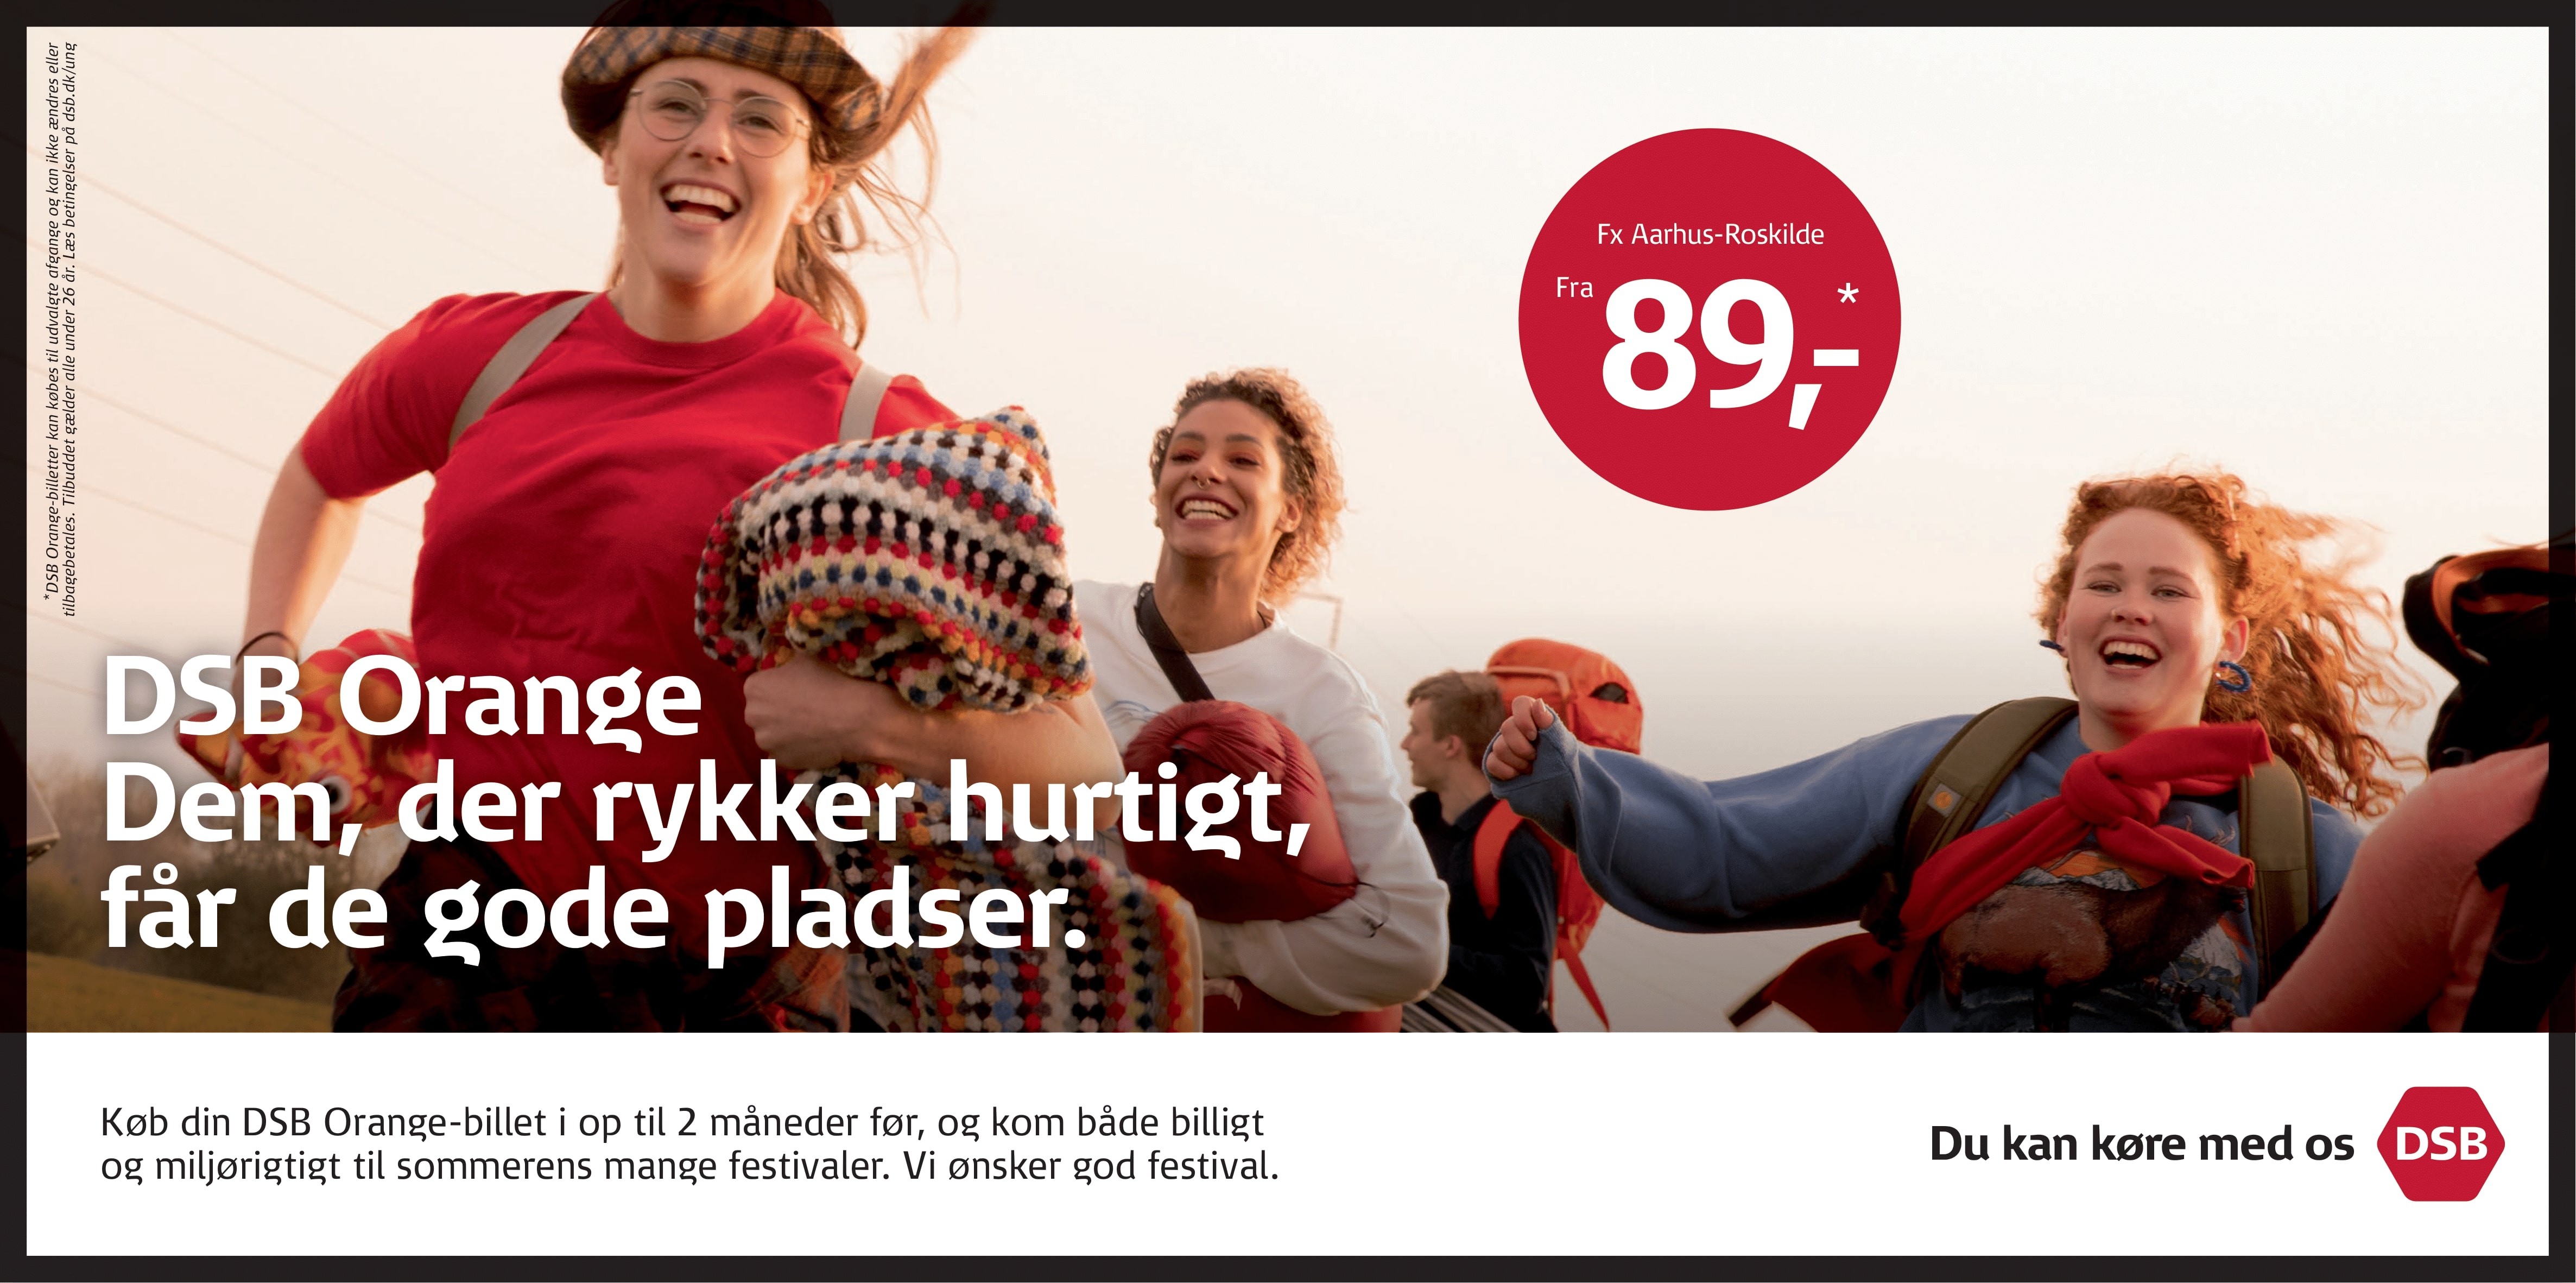 *DSB Orange-billetter kan købes til udvalgte afgange og kan ikke ændres eller
tilbagebetales. Tilbuddet gælder alle under 26 år. Læs betingelser på dsb.dk/ung
Fx Aarhus-Roskilde
Fra 89,-*
DSB Orange
Dem, der rykker hurtigt,
får de gode pladser.
Køb din DSB Orange-billet i op til 2 måneder før, og kom både billigt
og miljørigtigt til sommerens mange festivaler. Vi ønsker god festival.
Du kan køre med os DSB